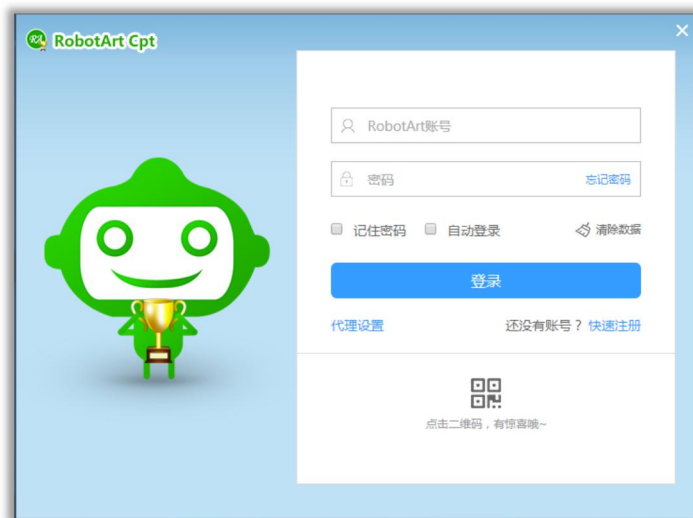 RobotArt Cpt
RobotArt账号
密码 忘记密码
记住密码 自动登录 清除数据
登录
代理设置 还没有账号？ 快速注册
点击二维码，有惊喜哦~